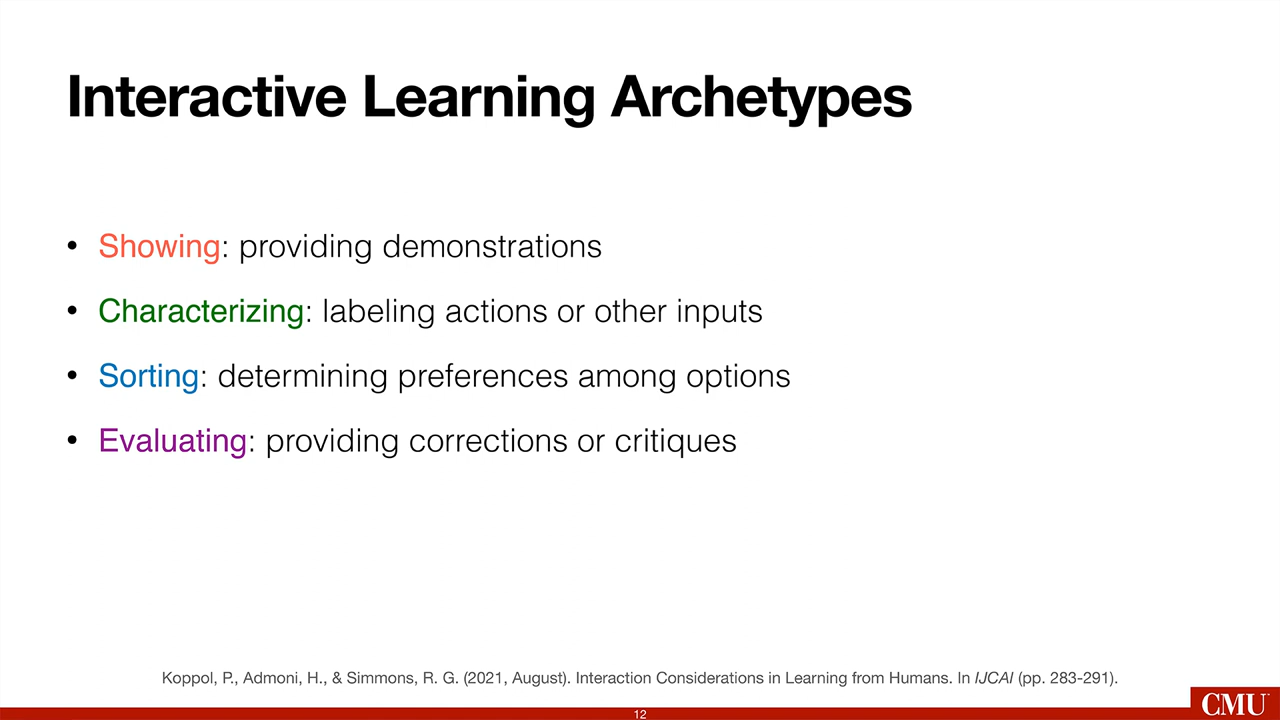 Interactive Learning Archetypes
• Showing: providing demonstrations
• Characterizing: labeling actions or other inputs
• Sorting: determining preferences among options
• Evaluating: providing corrections or critiques
Koppol, P., Admoni, H., & Simmons, R. G. (2021, August). Interaction Considerations in Learning from Humans. In IJCAI (pp. 283-291).
12
CMU